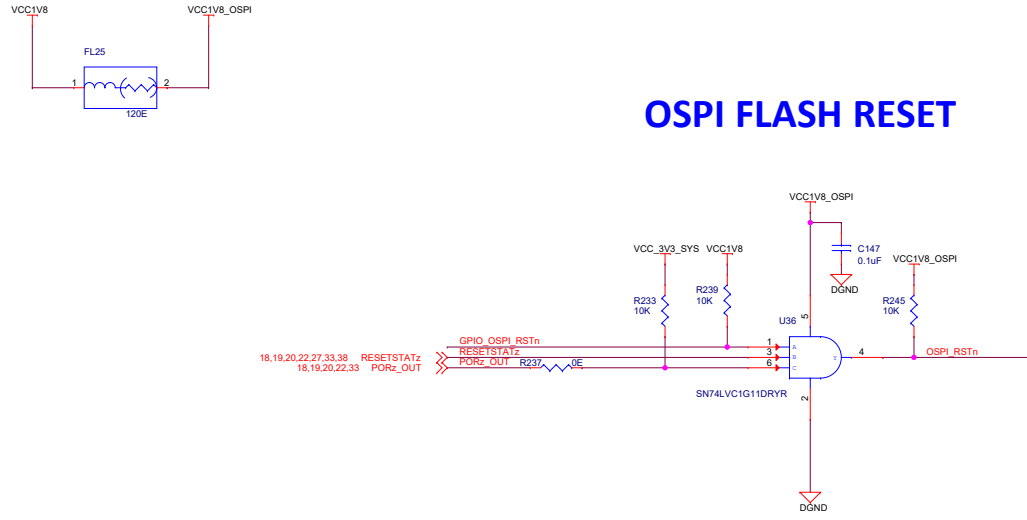 VCC1V8
VCC1V8_OSPI
FL25
1
2
120E
OSPI FLASH RESET
VCC1V8_OSPI
C147
0.1uF
DGND
VCC_3V3_SYS
VCC1V8
VCC1V8_OSPI
R233
10K
R239
10K
R245
10K
U36
5
GPIO_OSPI_RSTn
1
A
18,19,20,22,27,33,38 RESETSTATz
RESETSTATz
3
B
Y
4
OSPI_RSTn
18,19,20,22,33 PORz_OUT
PORz_OUT
R237
0E
6
C
SN74LVC1G11DRYR
2
DGND